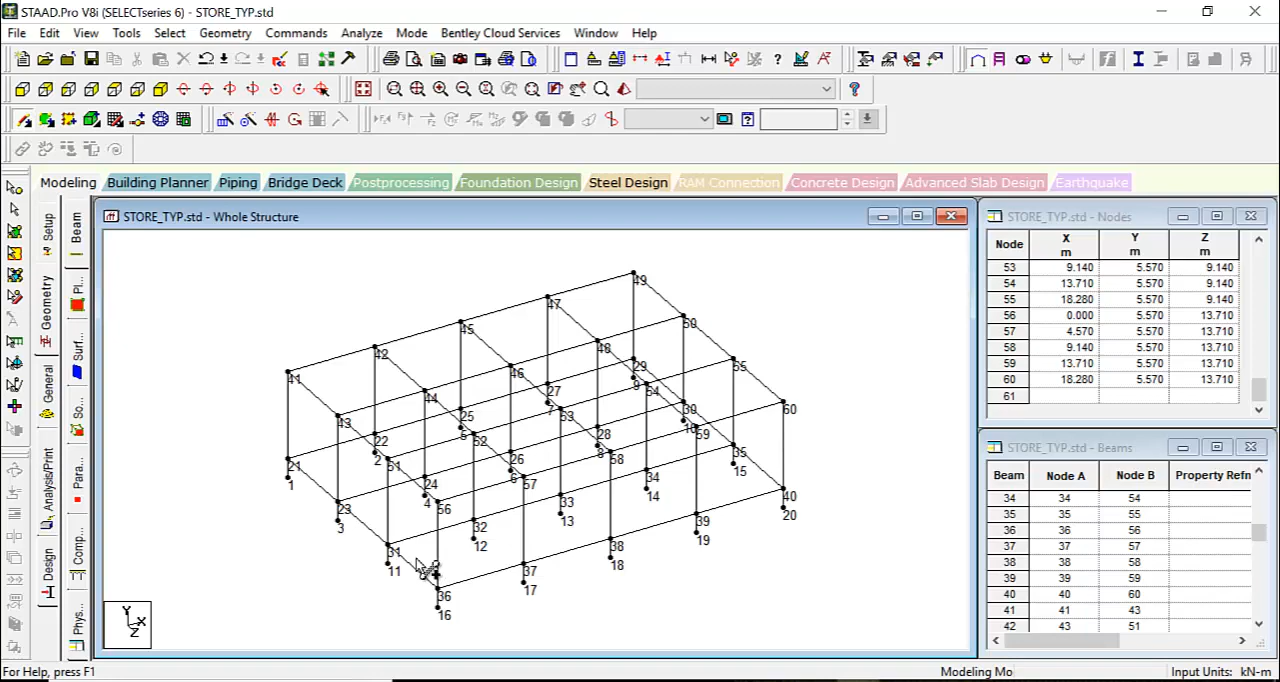 STAAD.Pro V8i (SELECTseries 6) - STORE_TYP.std
File Edit View Tools Select Geometry Commands Analyze Mode Bentley Cloud Services Window Help
Modeling Building Planner Piping Bridge Deck Postprocessing Foundation Design Steel Design RAM Connection Concrete Design Advanced Slab Design Earthquake
Setup
Geometry
General
Analysis/Print
Design
Beam
Pl...
Surf...
So...
Para...
Comp...
Phys...
STORE_TYP.std - Whole Structure
49
47
45
50
42
48
41
46
55
29
44
27
54
9
60
43
25
53
7
30
22
5
52
28
10
59
21
2
51
26
8
58
35
1
24
6
57
34
15
23
4
56
33
14
40
3
32
13
39
20
31
12
38
19
11
37
18
36
17
16
Y
X
Z
STORE_TYP.std - Nodes
Node X m Y m Z m
53 9.140 5.570 9.140
54 13.710 5.570 9.140
55 18.280 5.570 9.140
56 0.000 5.570 13.710
57 4.570 5.570 13.710
58 9.140 5.570 13.710
59 13.710 5.570 13.710
60 18.280 5.570 13.710
61
STORE_TYP.std - Beams
Beam Node A Node B Property Refn
34 34 54
35 35 55
36 36 56
37 37 57
38 38 58
39 39 59
40 40 60
41 41 43
42 43 51
For Help, press F1
Modeling Mo
Input Units: kN-m